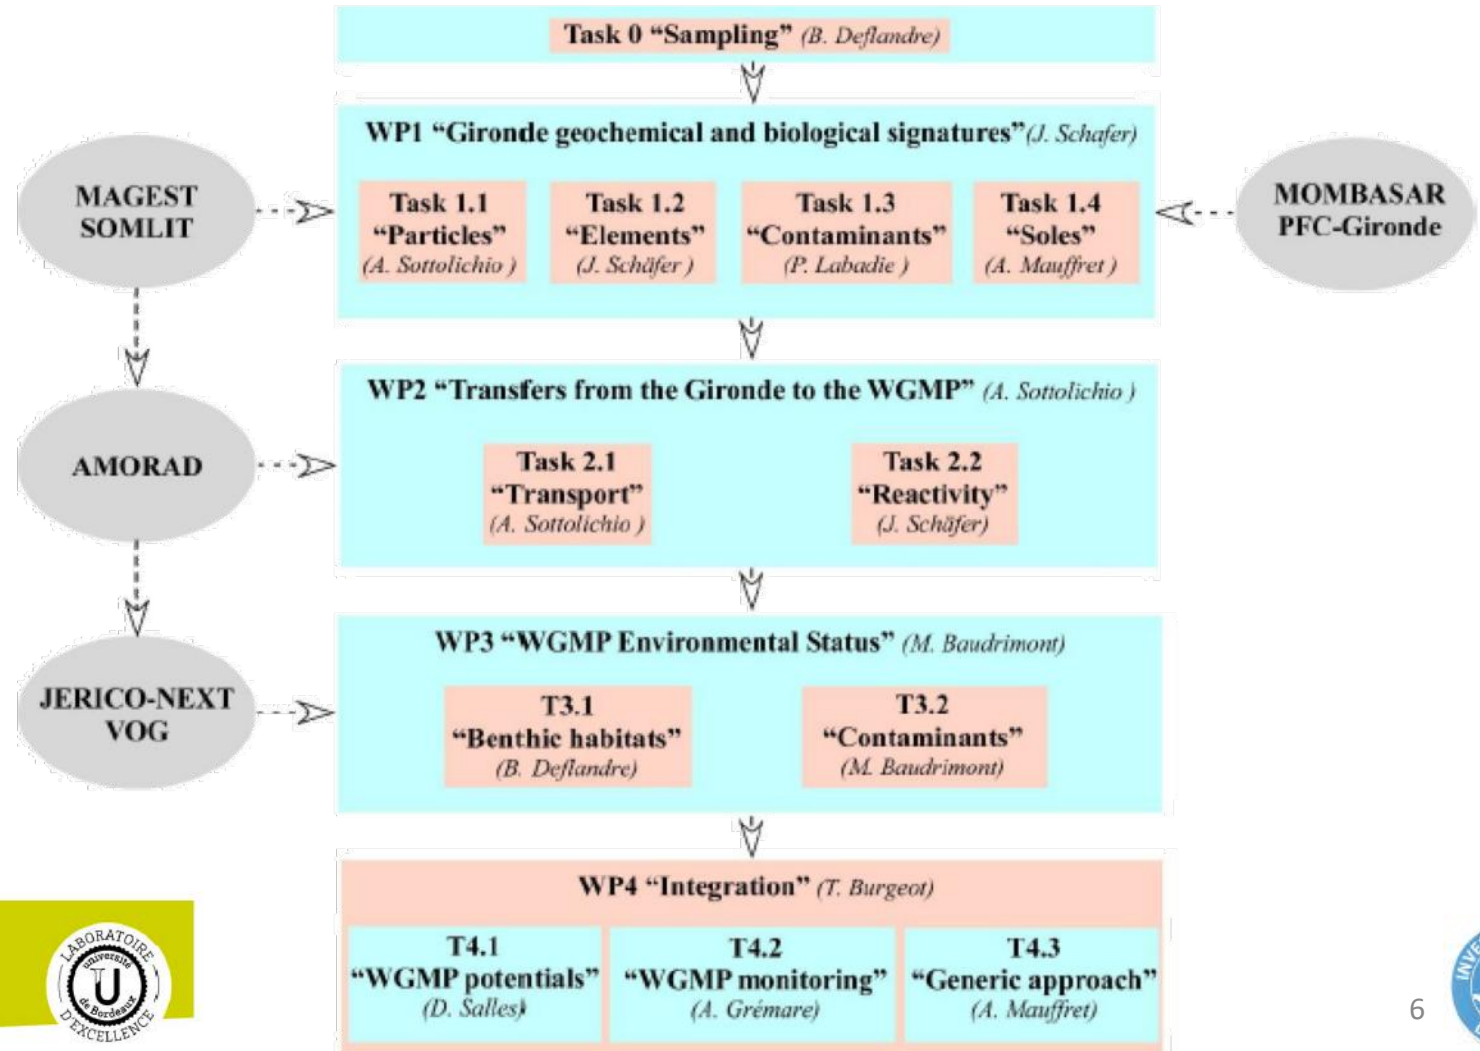 Task 0 “Sampling” (B. Deflandre)
WP1 “Gironde geochemical and biological signatures”(J. Schafer)
MAGEST
SOMLIT
Task 1.1
“Particles”
(A. Sottolichio )
Task 1.2
“Elements”
(J. Schäfer )
Task 1.3
“Contaminants”
(P. Labadie )
Task 1.4
“Soles”
(A. Mauffret )
MOMBASAR
PFC-Gironde
WP2 “Transfers from the Gironde to the WGMP” (A. Sottolichio )
AMORAD
Task 2.1
“Transport”
(A. Sottolichio )
Task 2.2
“Reactivity”
(J. Schäfer)
WP3 “WGMP Environmental Status” (M. Baudrimont)
JERICO-NEXT
VOG
T3.1
“Benthic habitats”
(B. Deflandre)
T3.2
“Contaminants”
(M. Baudrimont)
WP4 “Integration” (T. Burgeot)
T4.1
“WGMP potentials”
(D. Salles)
T4.2
“WGMP monitoring”
(A. Grémare)
T4.3
“Generic approach”
(A. Mauffret)
LABORATOIRE
université
U
de Bordeaux
D'EXCELLENCE
6